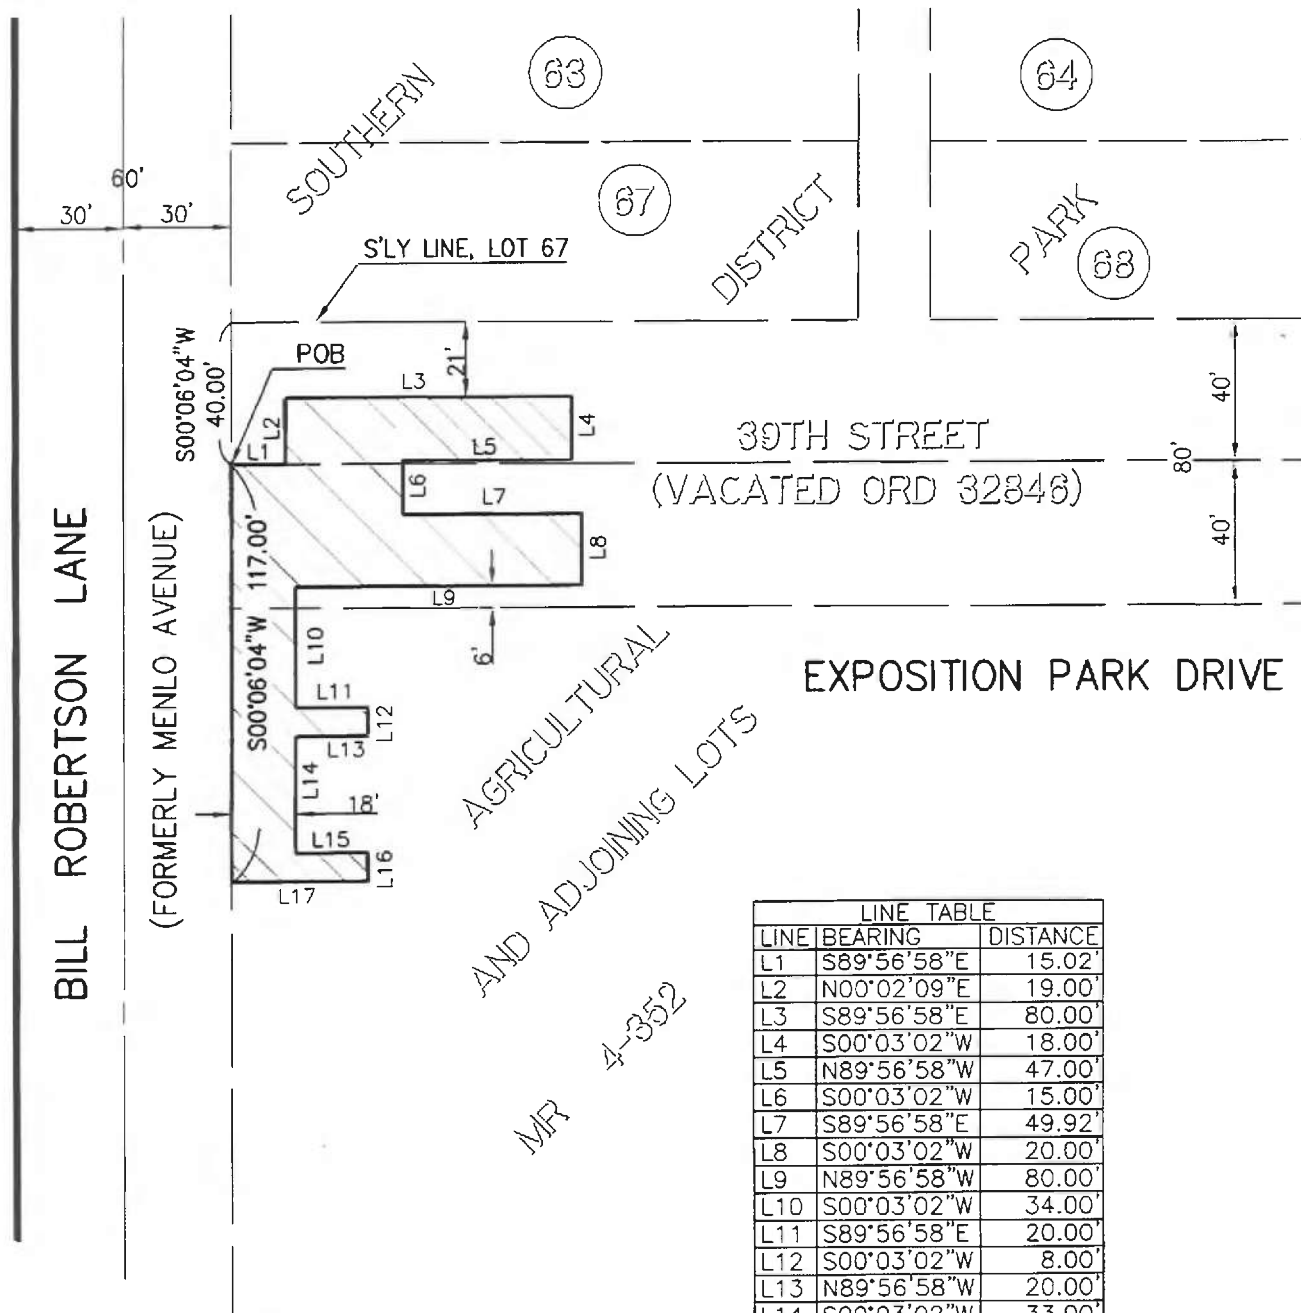 63
64
SOUTHERN
60'
30'
30'
67
DISTRICT
PARK
68
S'LY LINE, LOT 67
S00°06'04"W
40.00'
POB
21'
L3
L2
L1
L4
L5
L6
L7
L8
39TH STREET
(VACATED ORD 32846)
40'
80'
40'
BILL ROBERTSON LANE
(FORMERLY MENLO AVENUE)
S00°06'04"W 117.00'
L9
L10
6'
EXPOSITION PARK DRIVE
L11
L12
L13
L14
18'
L15
L16
L17
AGRICULTURAL
AND ADJOINING LOTS
MR 4-352
LINE TABLE
LINE BEARING DISTANCE
L1 S89°56'58"E 15.02'
L2 N00°02'09"E 19.00'
L3 S89°56'58"E 80.00'
L4 S00°03'02"W 18.00'
L5 N89°56'58"W 47.00'
L6 S00°03'02"W 15.00'
L7 S89°56'58"E 49.92'
L8 S00°03'02"W 20.00'
L9 N89°56'58"W 80.00'
L10 S00°03'02"W 34.00'
L11 S89°56'58"E 20.00'
L12 S00°03'02"W 8.00'
L13 N89°56'58"W 20.00'
L14 S00°03'02"W 33.00'